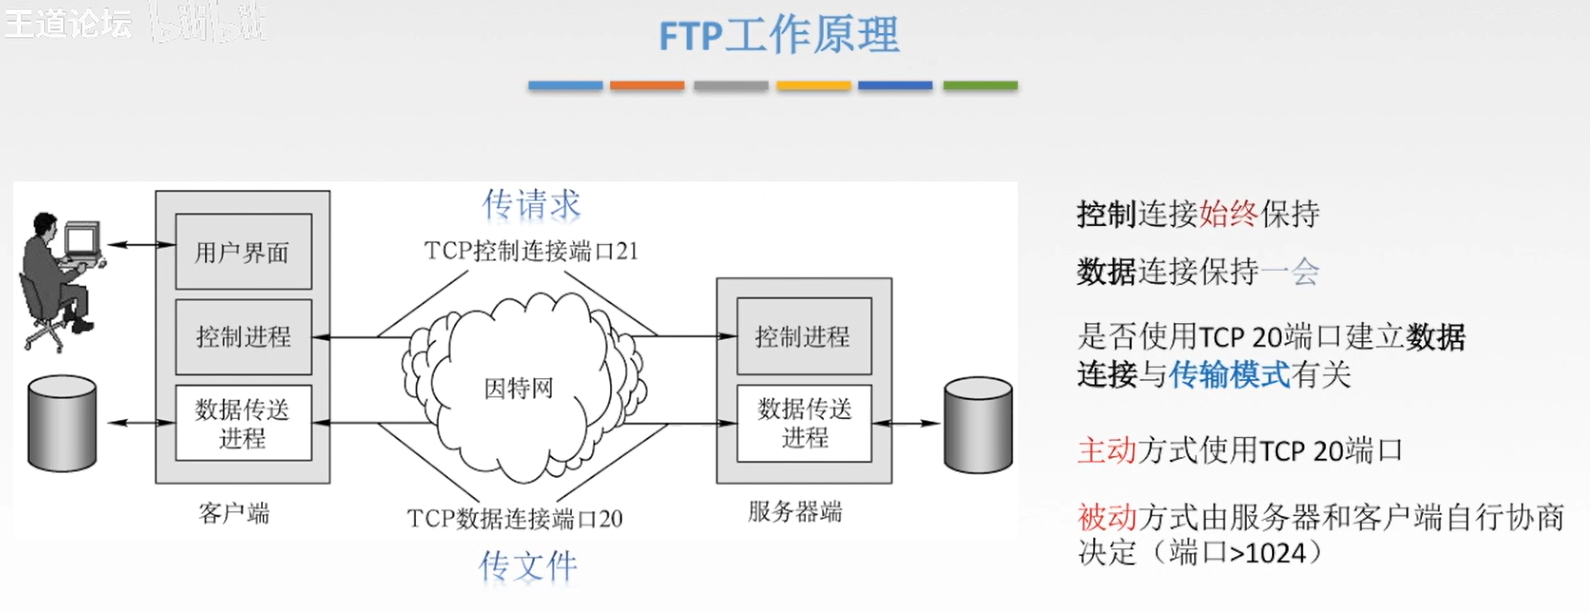 王道论坛 bilibili
FTP工作原理
传请求
TCP控制连接端口21
用户界面
控制进程
数据传送
进程
客户端
因特网
控制进程
数据传送
进程
服务器端
TCP数据连接端口20
传文件
控制连接始终保持
数据连接保持一会
是否使用TCP 20端口建立数据
连接与传输模式有关
主动方式使用TCP 20端口
被动方式由服务器和客户端自行协商
决定（端口>1024）